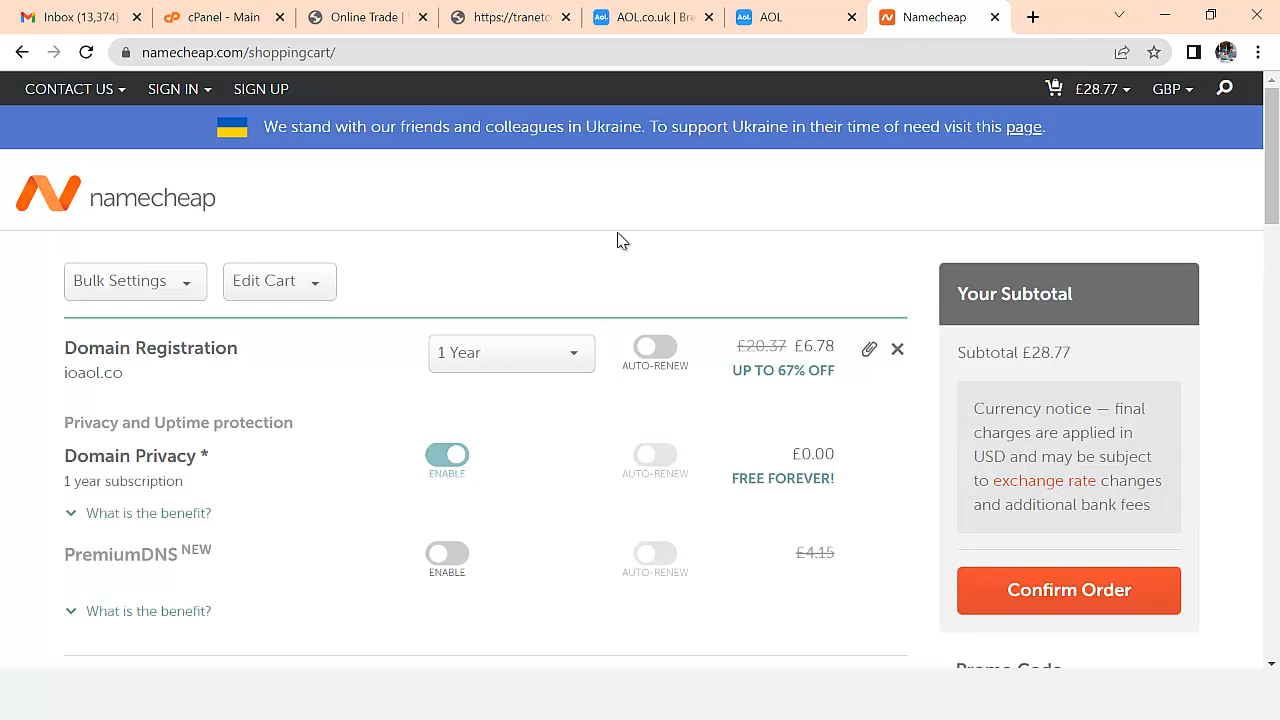 Inbox (13,374)
cPanel - Main
Online Trade |
https://tranetc
AOL.co.uk | Bre
AOL
Namecheap
namecheap.com/shoppingcart/
CONTACT US SIGN IN SIGN UP £28.77 GBP
We stand with our friends and colleagues in Ukraine. To support Ukraine in their time of need visit this page.
namecheap
Bulk Settings Edit Cart
Domain Registration
ioaol.co
1 Year
AUTO-RENEW
£20.37 £6.78
UP TO 67% OFF
Privacy and Uptime protection
Domain Privacy *
1 year subscription
ENABLE
AUTO-RENEW
£0.00
FREE FOREVER!
What is the benefit?
PremiumDNS NEW
ENABLE
AUTO-RENEW
£4.15
What is the benefit?
Your Subtotal
Subtotal £28.77
Currency notice — final
charges are applied in
USD and may be subject
to exchange rate changes
and additional bank fees
Confirm Order
Promo Code